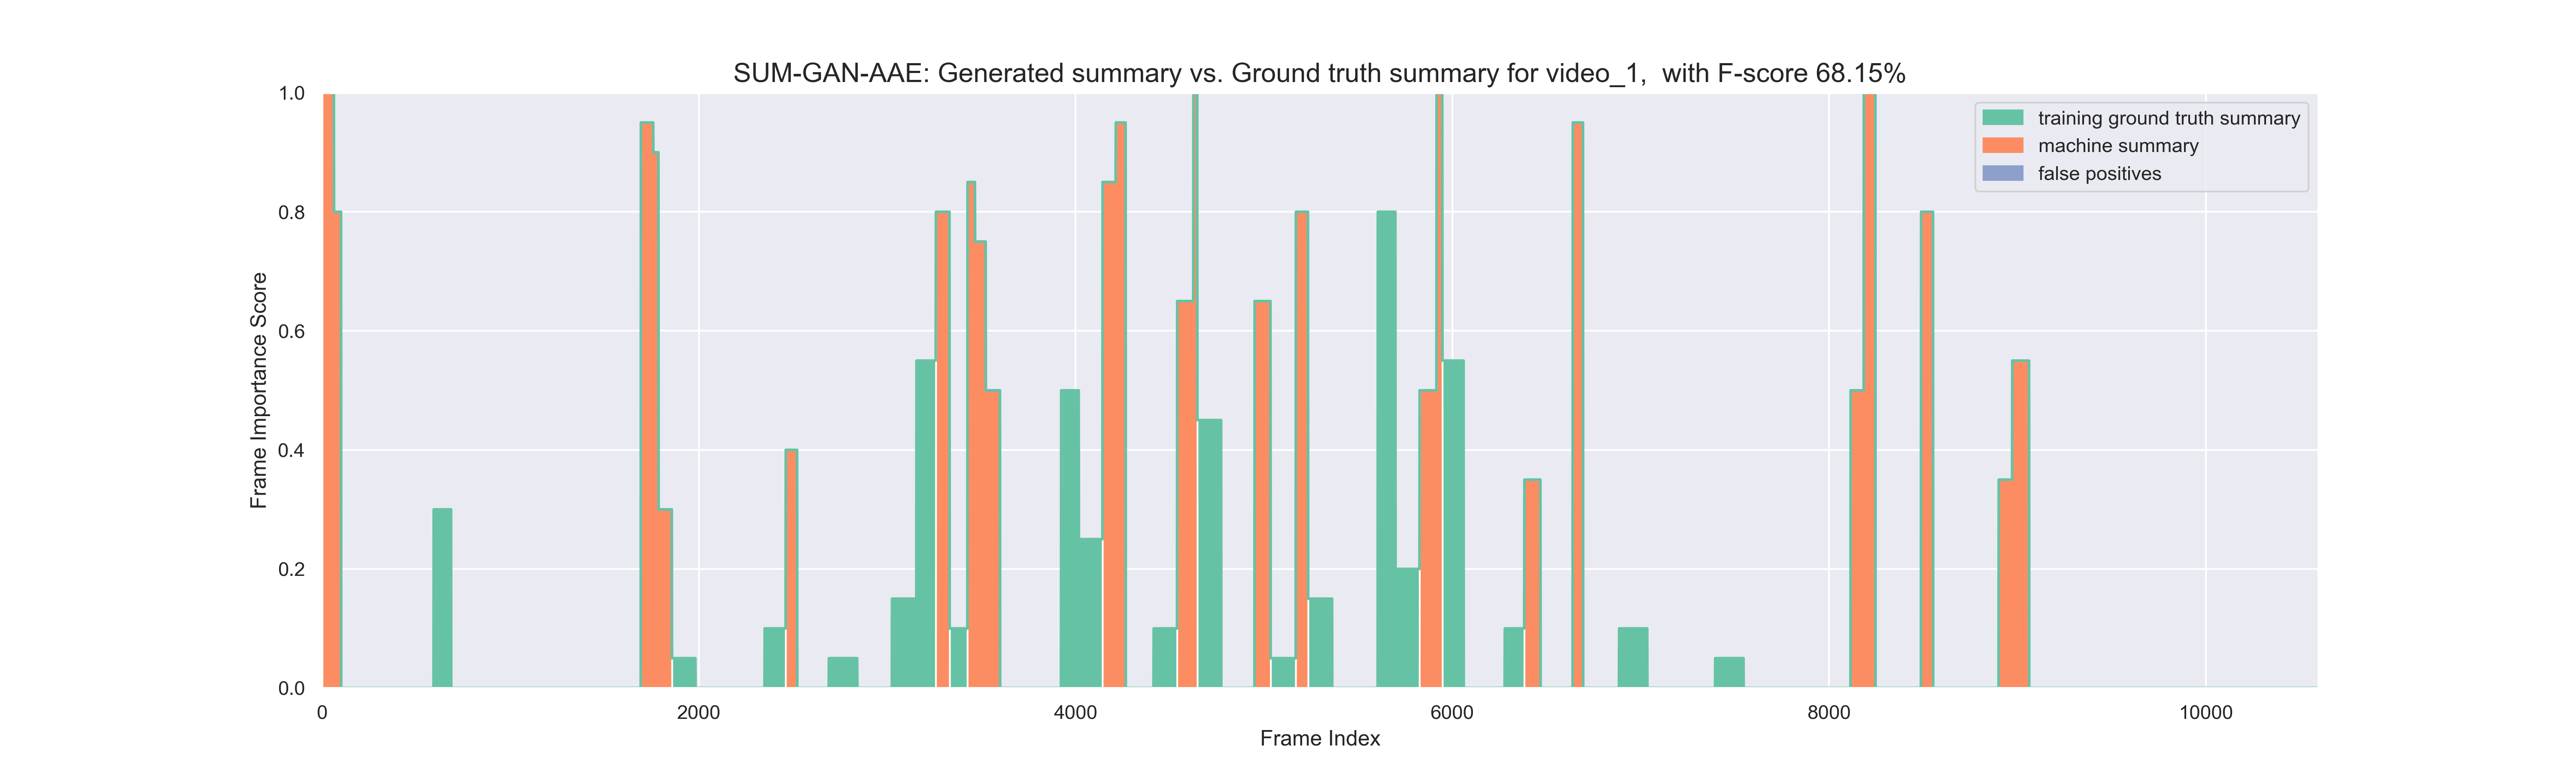 SUM-GAN-AAE: Generated summary vs. Ground truth summary for video_1,  with F-score 68.15%
training ground truth summary
machine summary
false positives
Frame Importance Score
1.0
0.8
0.6
0.4
0.2
0.0
0 2000 4000 6000 8000 10000
Frame Index